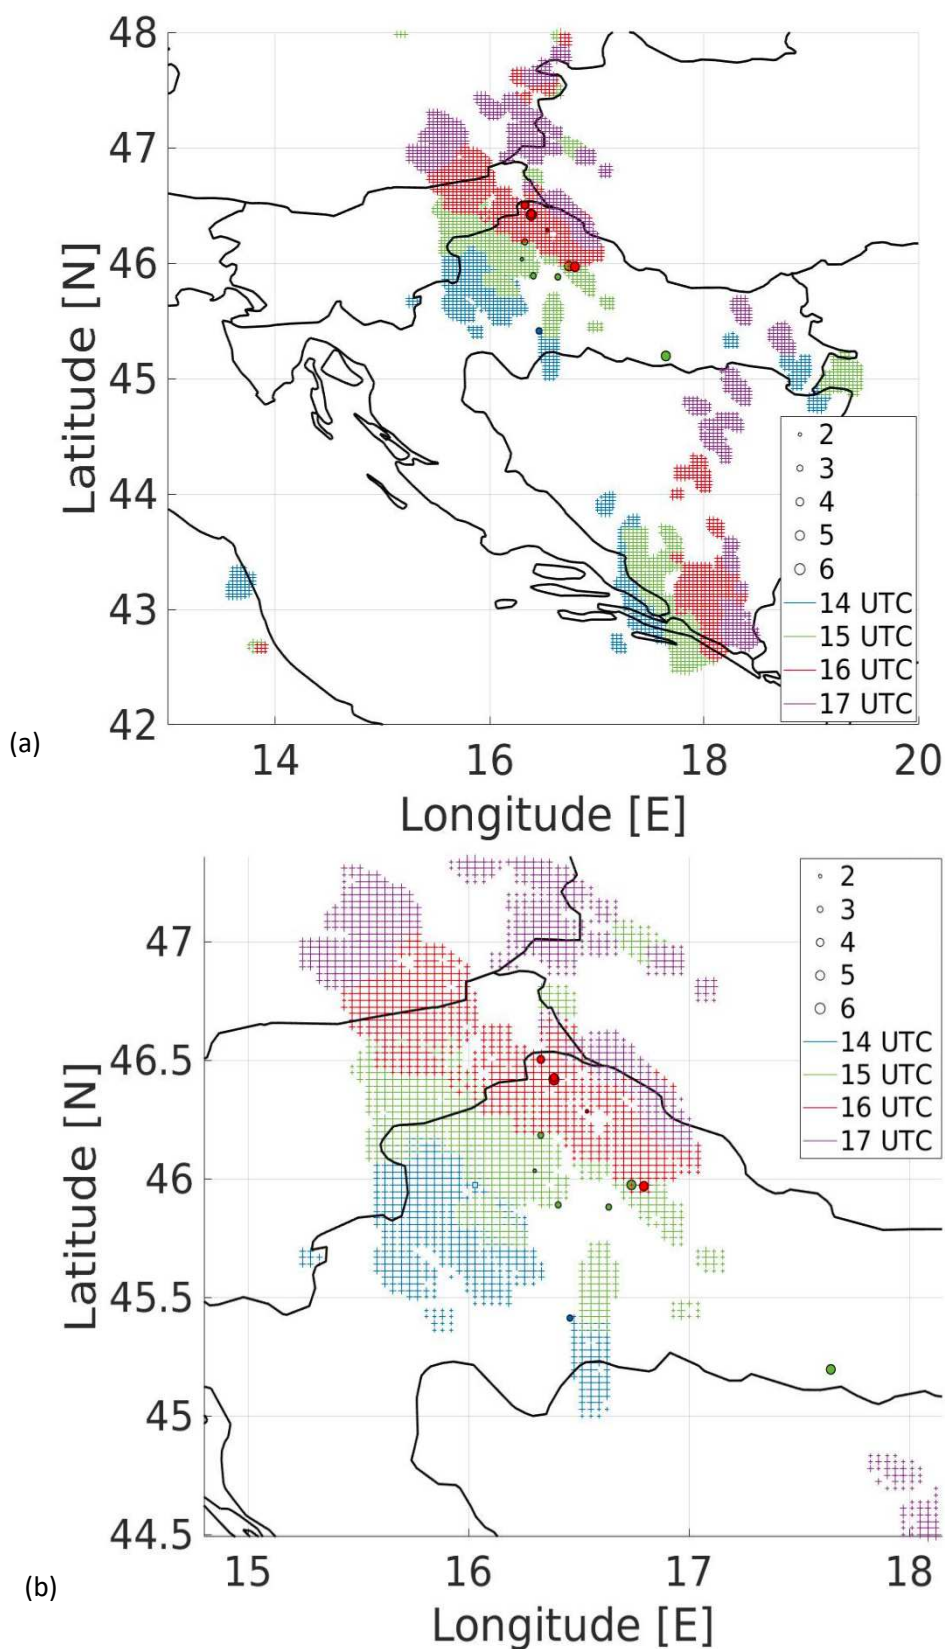 48
47
46
45
44
43
42
Latitude [N]
2
3
4
5
6
14 UTC
15 UTC
16 UTC
17 UTC
(a)
14
16
18
20
Longitude [E]
2
3
4
5
6
14 UTC
15 UTC
16 UTC
17 UTC
47
46.5
46
45.5
45
44.5
Latitude [N]
15
16
17
18
(b)
Longitude [E]